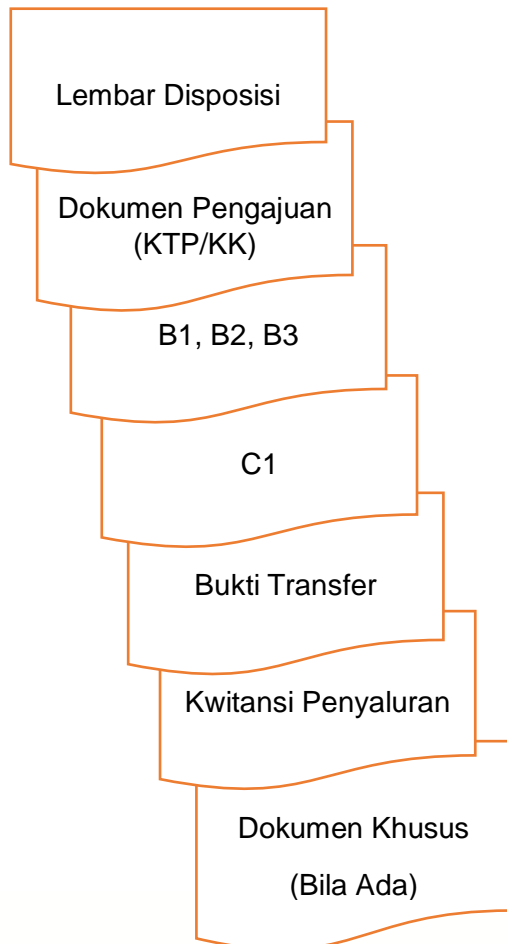 Lembar Disposisi
Dokumen Pengajuan
(KTP/KK)
B1, B2, B3
C1
Bukti Transfer
Kwitansi Penyaluran
Dokumen Khusus
(Bila Ada)